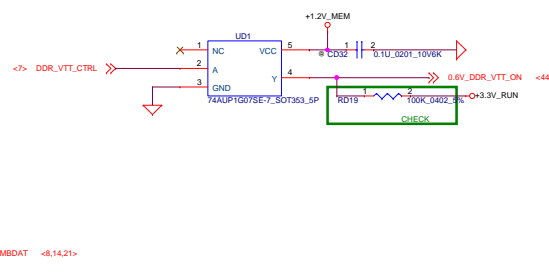 +1.2V_MEM
UD1
1 NC VCC 5
@ CD32 1 2 0.1U_0201_10V6K
<7> DDR_VTT_CTRL 2 A
Y 4 0.6V_DDR_VTT_ON <44
3 GND
74AUP1G07SE-7_SOT353_5P
RD19 1 2 100K_0402_5% +3.3V_RUN
CHECK
MBDAT <8,14,21>